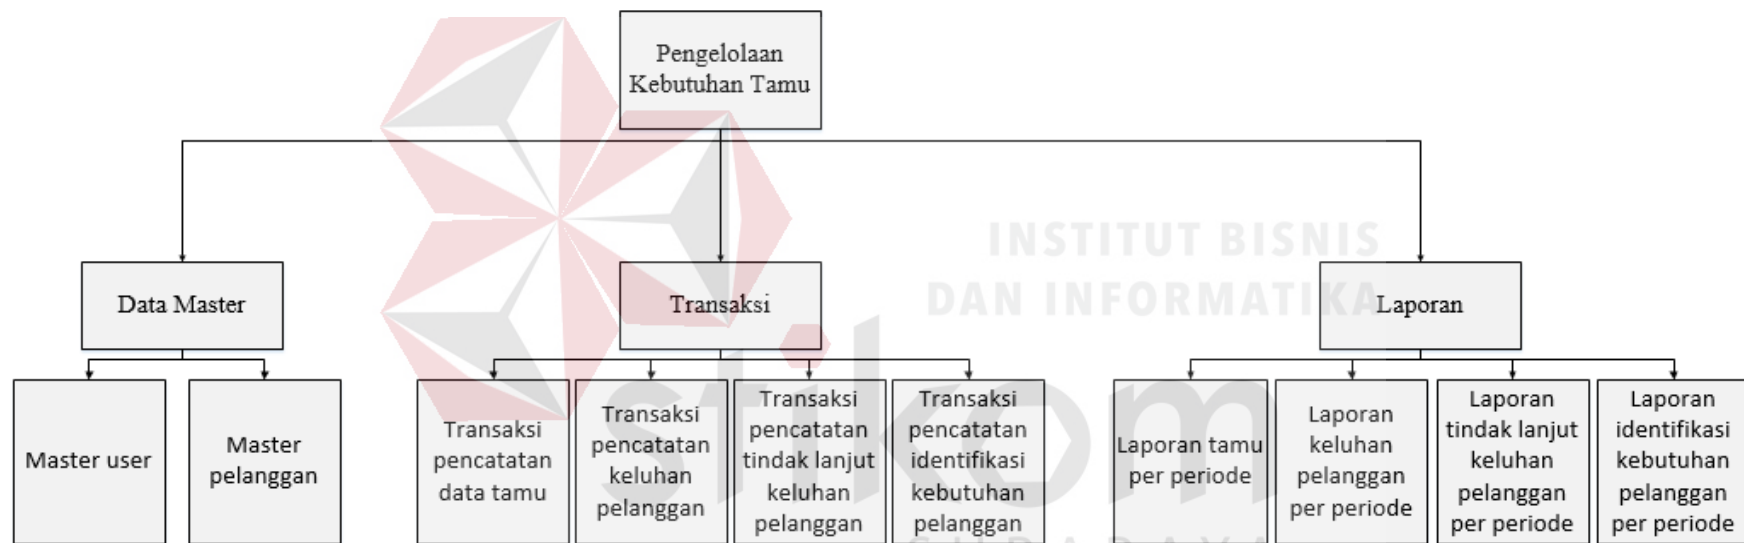 Pengelolaan
Kebutuhan Tamu
INSTITUT BISNIS
DAN INFORMATIKA
Data Master
Transaksi
Laporan
stikom
SURABAYA
Master user
Master
pelanggan
Transaksi
pencatatan
data tamu
Transaksi
pencatatan
keluhan
pelanggan
Transaksi
pencatatan
tindak lanjut
keluhan
pelanggan
Transaksi
pencatatan
identifikasi
kebutuhan
pelanggan
Laporan tamu
per periode
Laporan
keluhan
pelanggan
per periode
Laporan
tindak lanjut
keluhan
pelanggan
per periode
Laporan
identifikasi
kebutuhan
pelanggan
per periode